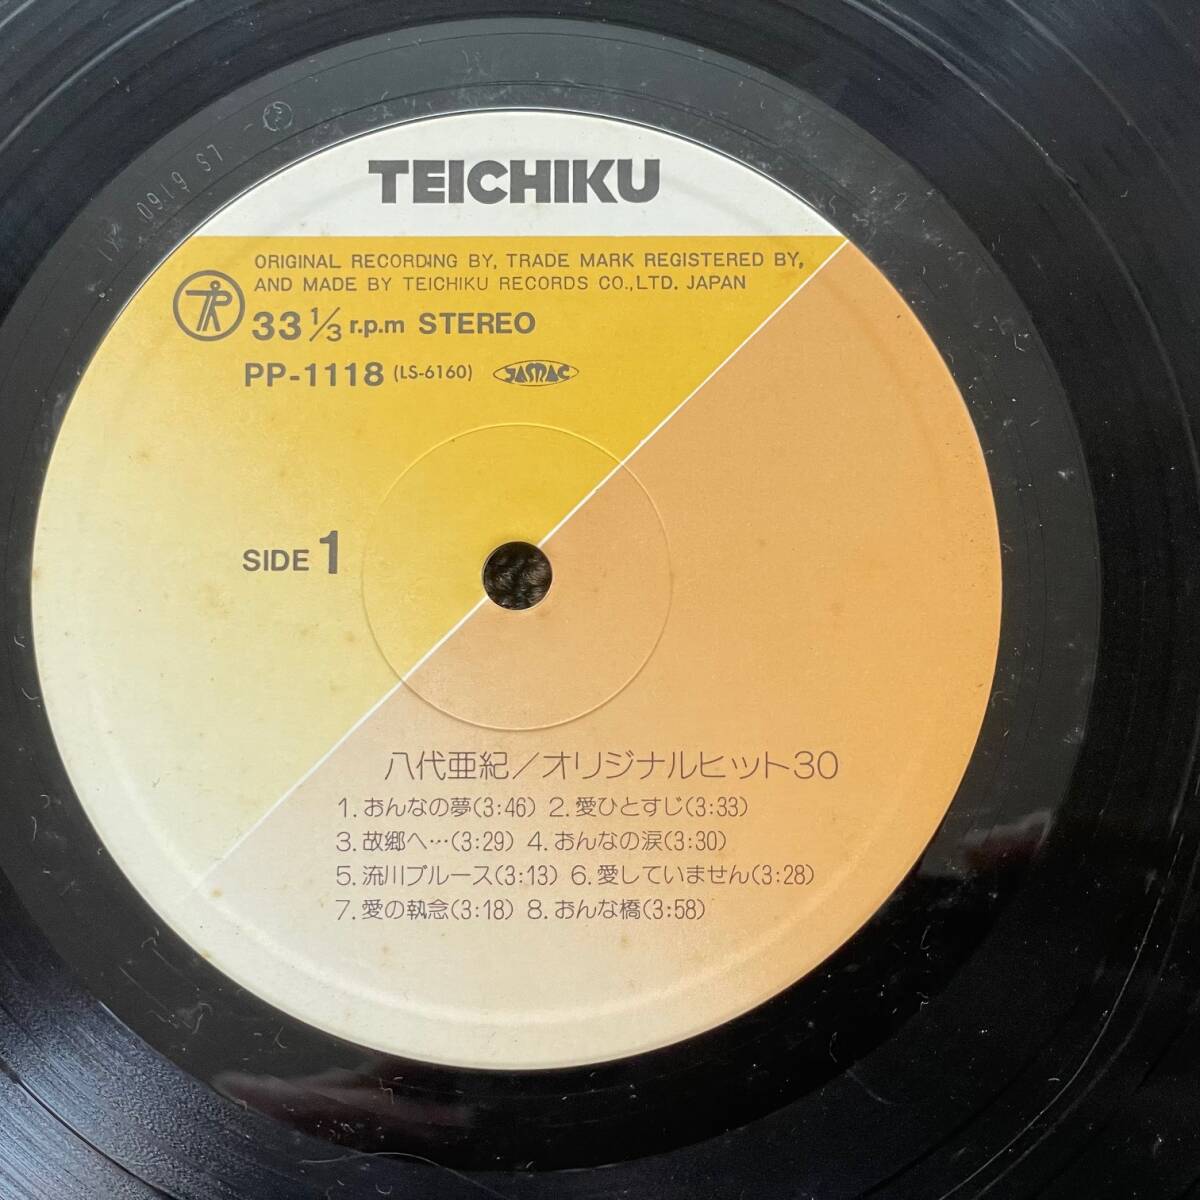 TEICHIKU
ORIGINAL RECORDING BY, TRADE MARK REGISTERED BY,
AND MADE BY TEICHIKU RECORDS CO.,LTD. JAPAN
33 1/3 r.p.m STEREO
PP-1118 (LS-6160) JASRAC
SIDE 1
八代亜紀/オリジナルヒット30
1. おんなの夢(3:46) 2. 愛ひとすじ(3:33)
3. 故郷へ…(3:29) 4. おんなの涙(3:30)
5. 流川ブルース(3:13) 6. 愛していません(3:28)
7. 愛の執念(3:18) 8. おんな橋(3:58)
LS 6160